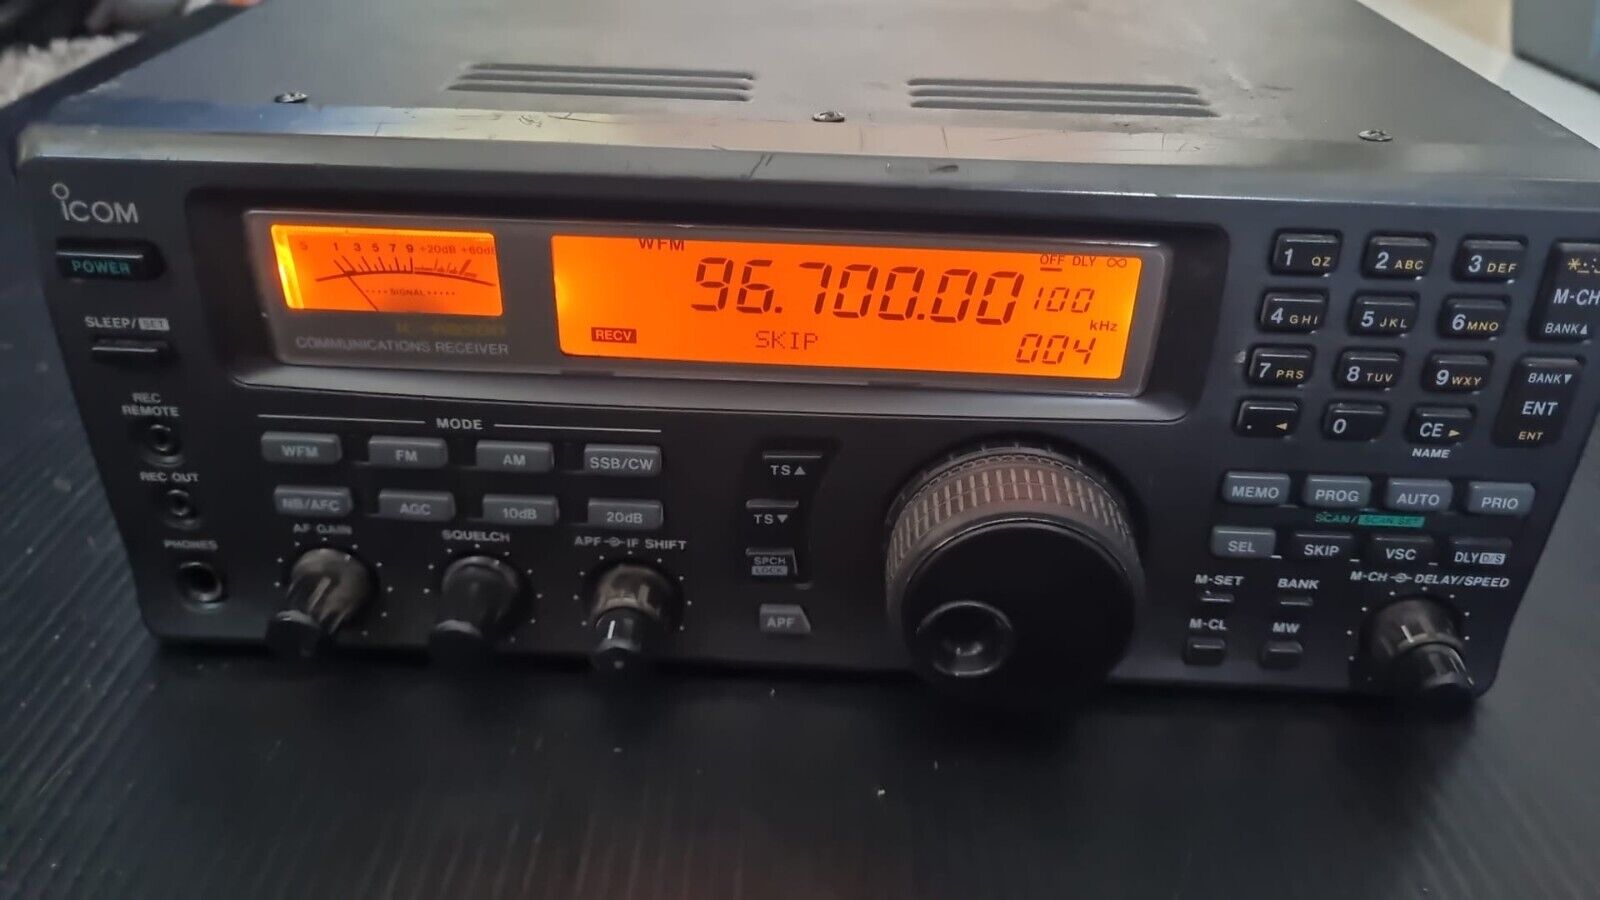 ICOM
POWER
SLEEP/SET
REC
REMOTE
REC OUT
PHONES
S 1 3 5 7 9 +20dB +60dB
SIGNAL
COMMUNICATIONS RECEIVER
WFM
OFF DLY ∞
96.700.00
100
kHz
RECV
SKIP
004
MODE
WFM
FM
AM
SSB/CW
NB/AFC
AGC
10dB
20dB
AF GAIN
SQUELCH
APF IF SHIFT
TS▲
TS▼
SPCH
LOCK
APF
1 QZ
2 ABC
3 DEF
M-CH
BANK▲
4 GHI
5 JKL
6 MNO
7 PRS
8 TUV
9 WXY
BANK▼
ENT
ENT
. ◄
0
CE ►
NAME
MEMO
PROG
AUTO
PRIO
SCAN/SCAN SET
SEL
SKIP
VSC
DLY D/S
M-SET
BANK
M-CH DELAY/SPEED
M-CL
MW